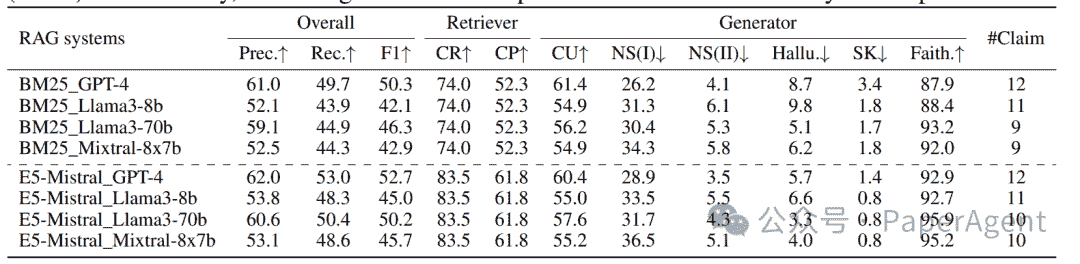 RAG systems Overall Retriever Generator #Claim
Prec.↑ Rec.↑ F1↑ CR↑ CP↑ CU↑ NS(I)↓ NS(II)↓ Hallu.↓ SK↓ Faith.↑
BM25_GPT-4 61.0 49.7 50.3 74.0 52.3 61.4 26.2 4.1 8.7 3.4 87.9 12
BM25_Llama3-8b 52.1 43.9 42.1 74.0 52.3 54.9 31.3 6.1 9.8 1.8 88.4 11
BM25_Llama3-70b 59.1 44.9 46.3 74.0 52.3 56.2 30.4 5.3 5.1 1.7 93.2 9
BM25_Mixtral-8x7b 52.5 44.3 42.9 74.0 52.3 54.9 34.3 5.8 6.2 1.8 92.0 9
E5-Mistral_GPT-4 62.0 53.0 52.7 83.5 61.8 60.4 28.9 3.5 5.7 1.4 92.9 12
E5-Mistral_Llama3-8b 53.8 48.3 45.0 83.5 61.8 55.0 33.5 5.5 6.6 0.8 92.7 11
E5-Mistral_Llama3-70b 60.6 50.4 50.2 83.5 61.8 57.6 31.7 4.3 3.3 0.8 95.9 10
E5-Mistral_Mixtral-8x7b 53.1 48.6 45.7 83.5 61.8 55.2 36.5 5.1 4.0 0.8 95.2 10
公众号 · PaperAgent